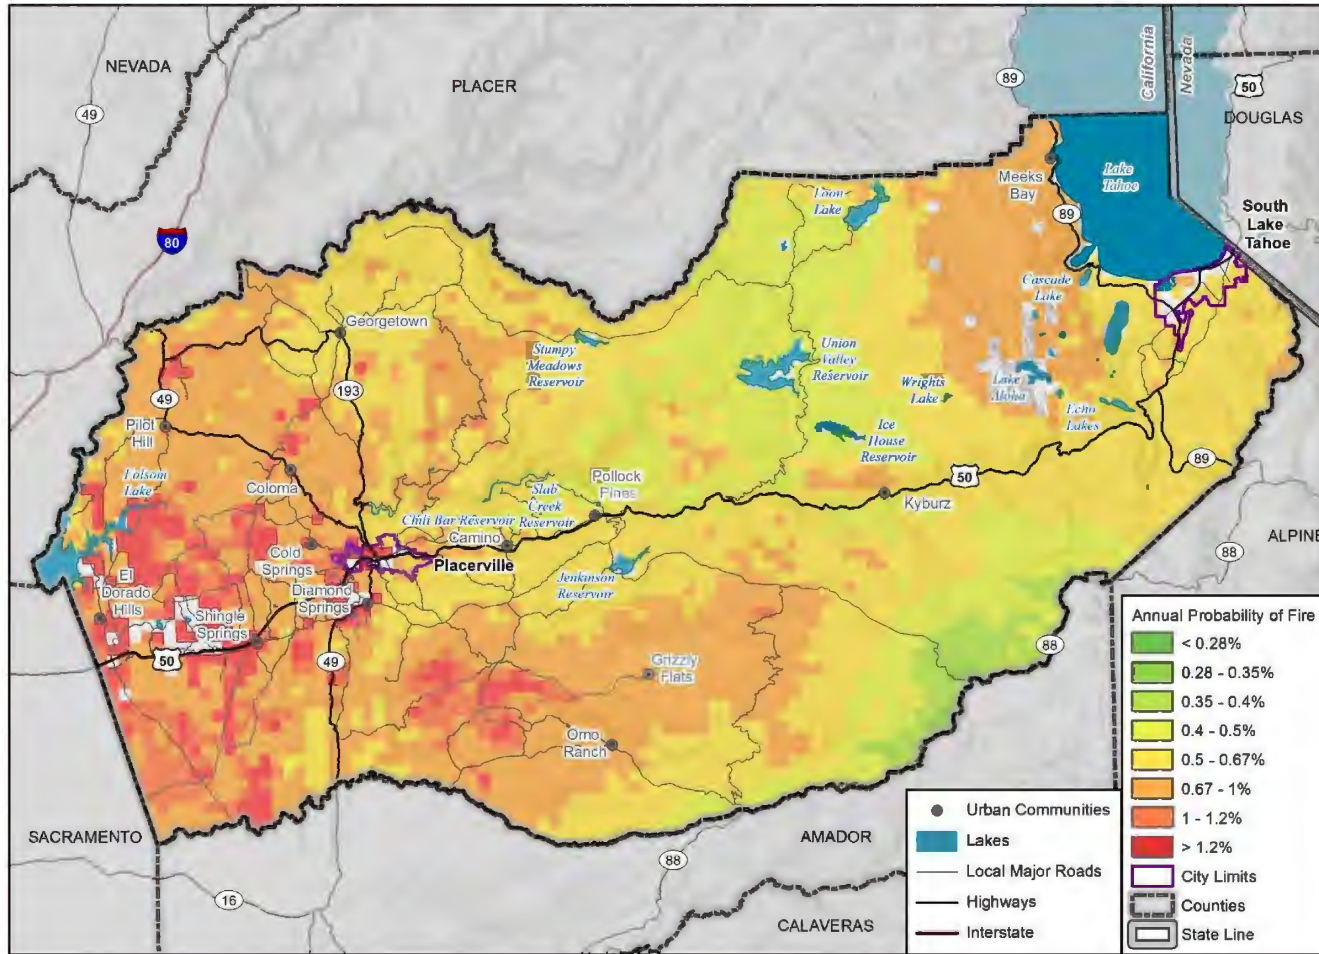 NEVADA
49
PLACER
89
California
Nevada
50
DOUGLAS
80
Meeks
Bay
Lake
Tahoe
89
South
Lake
Tahoe
Loon
Lake
Cascade
Lake
Georgetown
Stumpy
Meadows
Reservoir
Union
Valley
Reservoir
Wrights
Lake
Lake
Aloha
Echo
Lakes
193
49
Pilot
Hill
Folsom
Lake
Coloma
Ice
House
Reservoir
89
50
Kyburz
Pollock
Pines
Slab
Creek
Reservoir
Chili Bar Reservoir
Camino
Placerville
Cold
Springs
Diamond
Springs
El
Dorado
Hills
Shingle
Springs
Jenkinson
Reservoir
88
ALPINE
50
49
Grizzly
Flats
Omo
Ranch
88
SACRAMENTO
16
88
AMADOR
CALAVERAS
Urban Communities
Lakes
Local Major Roads
Highways
Interstate
Annual Probability of Fire
< 0.28%
0.28 - 0.35%
0.35 - 0.4%
0.4 - 0.5%
0.5 - 0.67%
0.67 - 1%
1 - 1.2%
> 1.2%
City Limits
Counties
State Line